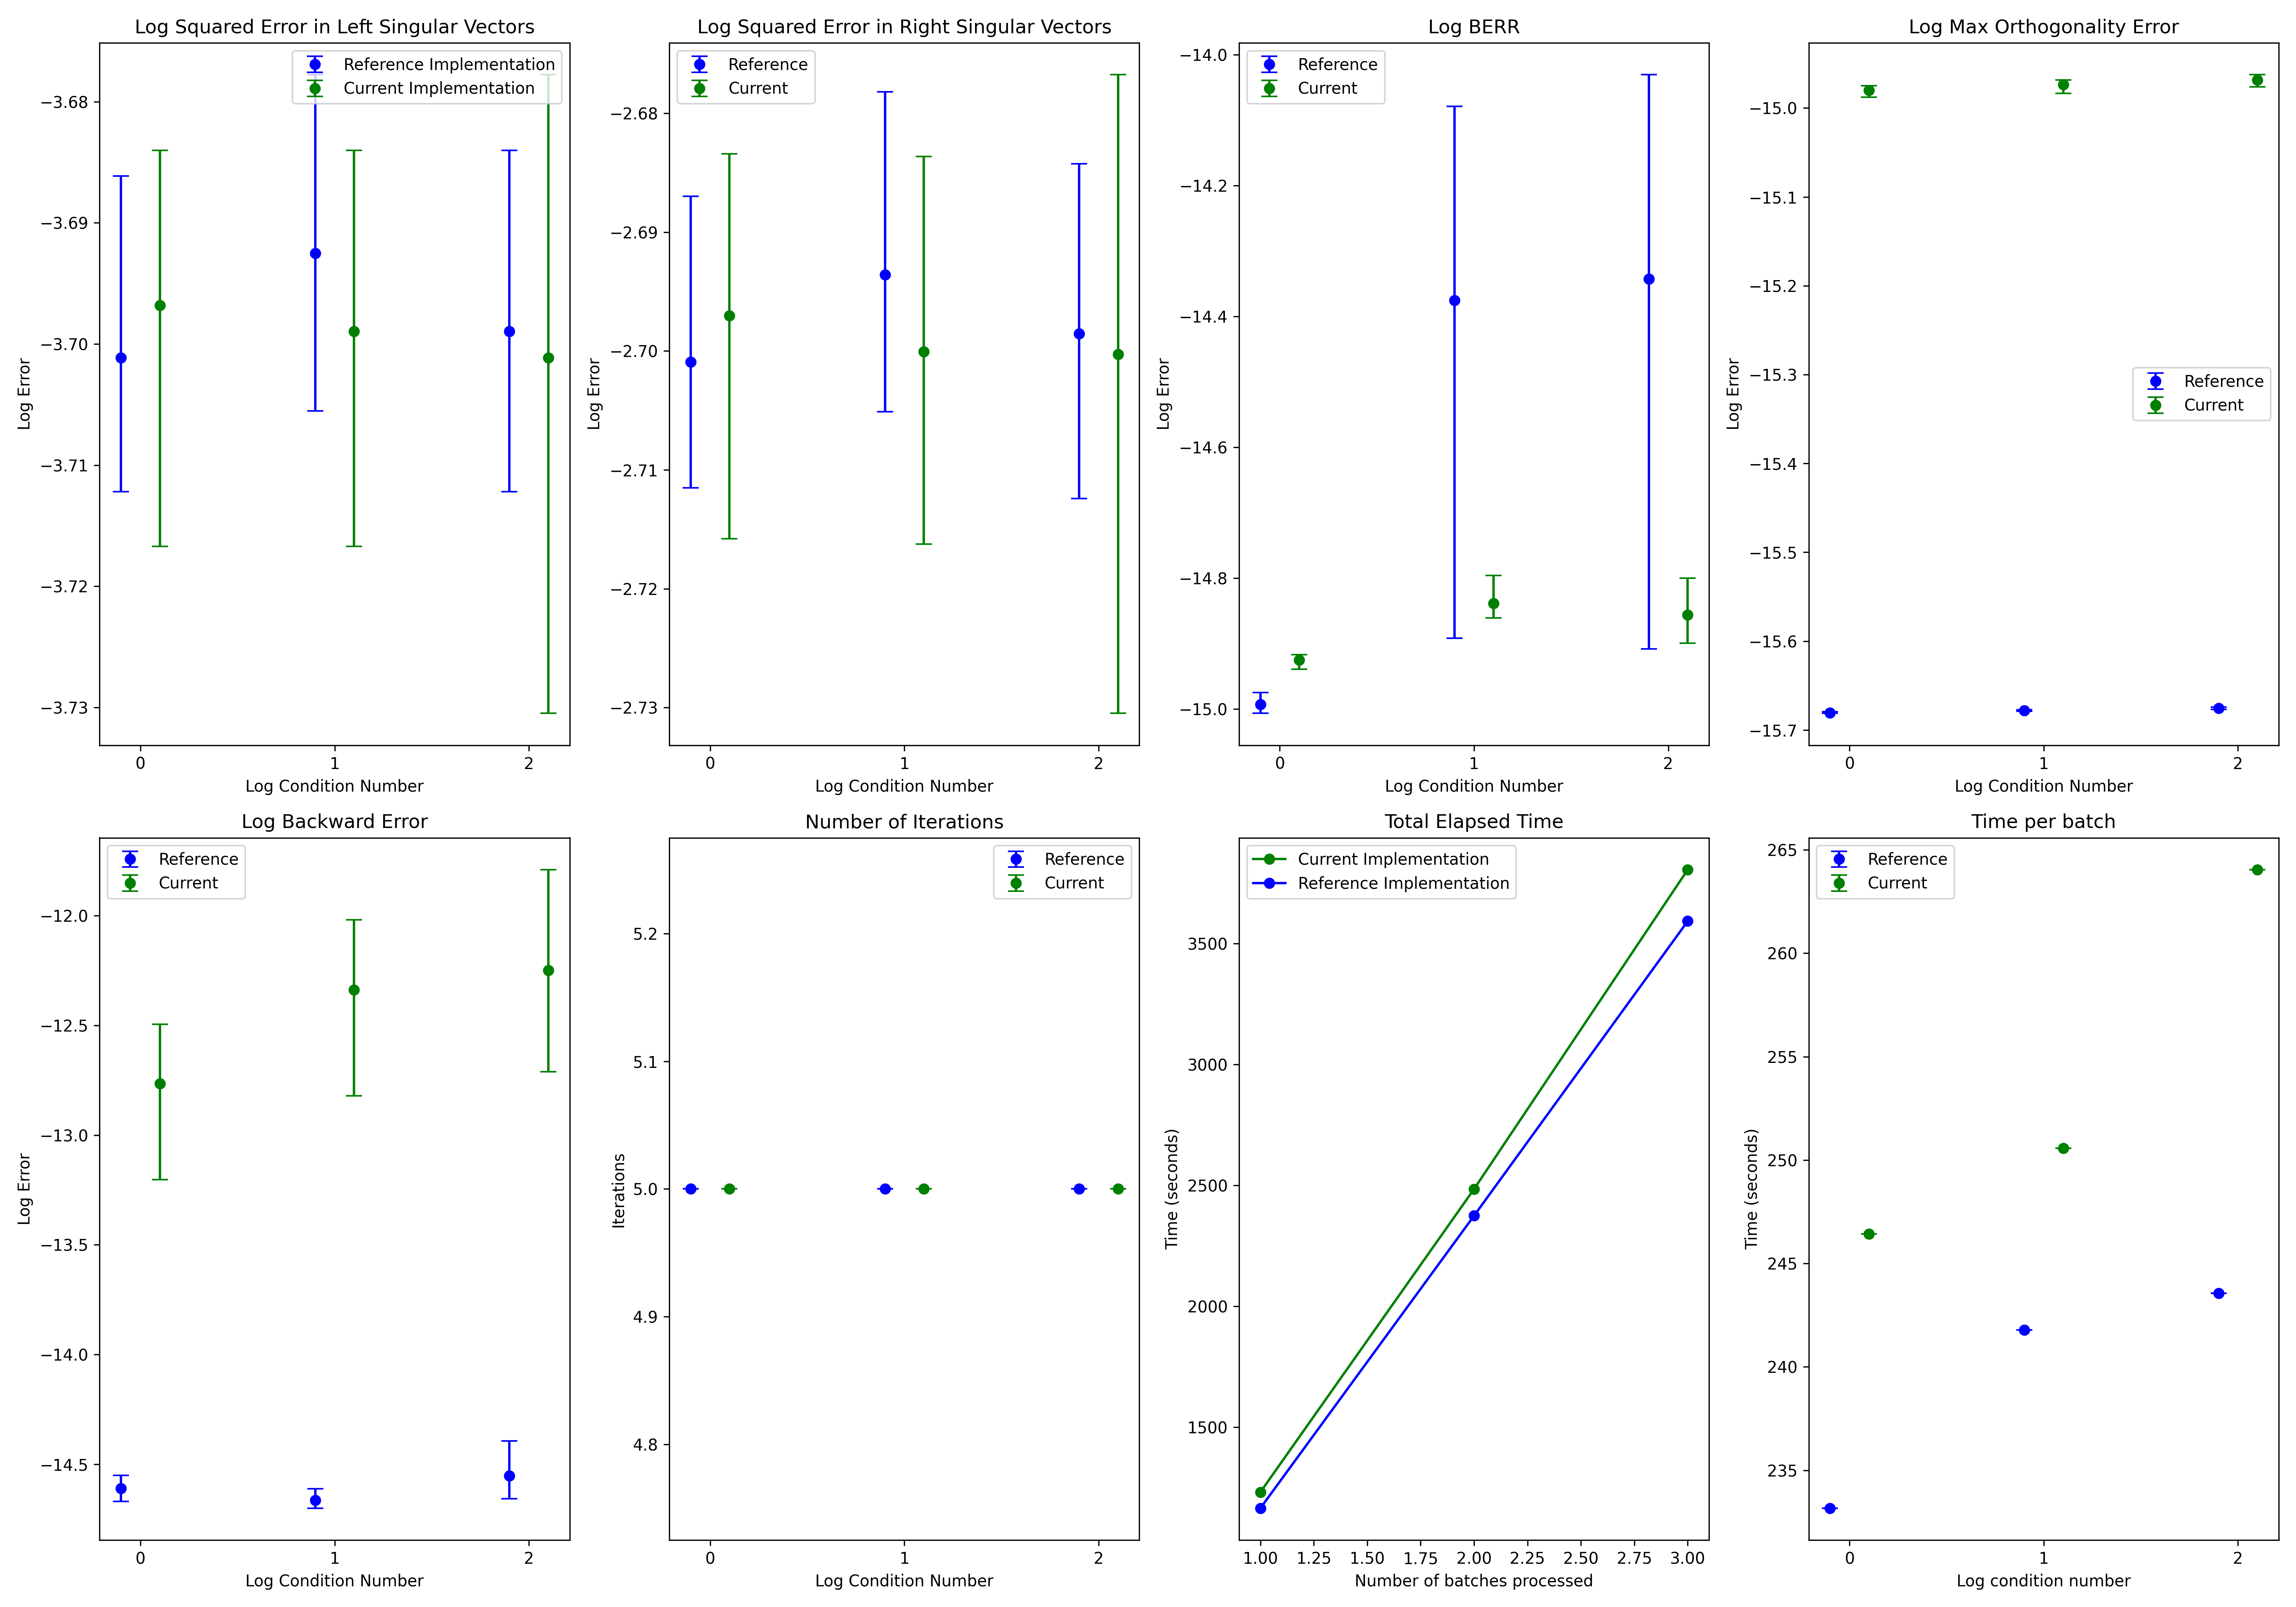 Log Squared Error in Left Singular Vectors
Reference Implementation
Current Implementation
−3.68
−3.69
−3.70
−3.71
−3.72
−3.73
Log Error
0 1 2
Log Condition Number
Log Squared Error in Right Singular Vectors
Reference
Current
−2.68
−2.69
−2.70
−2.71
−2.72
−2.73
Log Error
0 1 2
Log Condition Number
Log BERR
Reference
Current
−14.0
−14.2
−14.4
−14.6
−14.8
−15.0
Log Error
0 1 2
Log Condition Number
Log Max Orthogonality Error
−15.0
−15.1
−15.2
−15.3
−15.4
−15.5
−15.6
−15.7
Reference
Current
Log Error
0 1 2
Log Condition Number
Log Backward Error
Reference
Current
−12.0
−12.5
−13.0
−13.5
−14.0
−14.5
Log Error
0 1 2
Log Condition Number
Number of Iterations
Reference
Current
5.2
5.1
5.0
4.9
4.8
Iterations
0 1 2
Log Condition Number
Total Elapsed Time
Current Implementation
Reference Implementation
3500
3000
2500
2000
1500
Time (seconds)
1.00 1.25 1.50 1.75 2.00 2.25 2.50 2.75 3.00
Number of batches processed
Time per batch
Reference
Current
265
260
255
250
245
240
235
Time (seconds)
0 1 2
Log condition number